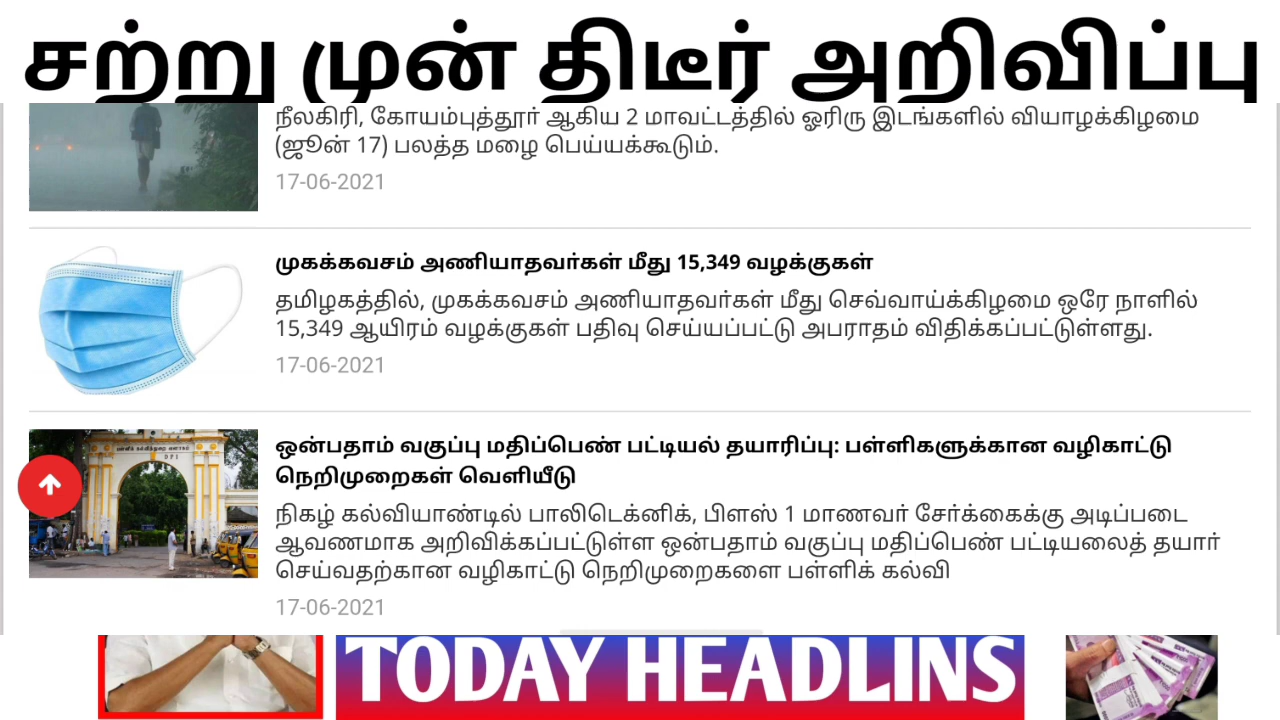 சற்று முன் திடீர் அறிவிப்பு
நீலகிரி, கோயம்புத்தூர் ஆகிய 2 மாவட்டத்தில் ஓரிரு இடங்களில் வியாழக்கிழமை
(ஜூன் 17) பலத்த மழை பெய்யக்கூடும்.
17-06-2021
முகக்கவசம் அணியாதவர்கள் மீது 15,349 வழக்குகள்
தமிழகத்தில், முகக்கவசம் அணியாதவர்கள் மீது செவ்வாய்க்கிழமை ஒரே நாளில்
15,349 ஆயிரம் வழக்குகள் பதிவு செய்யப்பட்டு அபராதம் விதிக்கப்பட்டுள்ளது.
17-06-2021
ஒன்பதாம் வகுப்பு மதிப்பெண் பட்டியல் தயாரிப்பு: பள்ளிகளுக்கான வழிகாட்டு
நெறிமுறைகள் வெளியீடு
நிகழ் கல்வியாண்டில் பாலிடெக்னிக், பிளஸ் 1 மாணவர் சேர்க்கைக்கு அடிப்படை
ஆவணமாக அறிவிக்கப்பட்டுள்ள ஒன்பதாம் வகுப்பு மதிப்பெண் பட்டியலைத் தயார்
செய்வதற்கான வழிகாட்டு நெறிமுறைகளை பள்ளிக் கல்வி
17-06-2021
DPI
TODAY HEADLINS